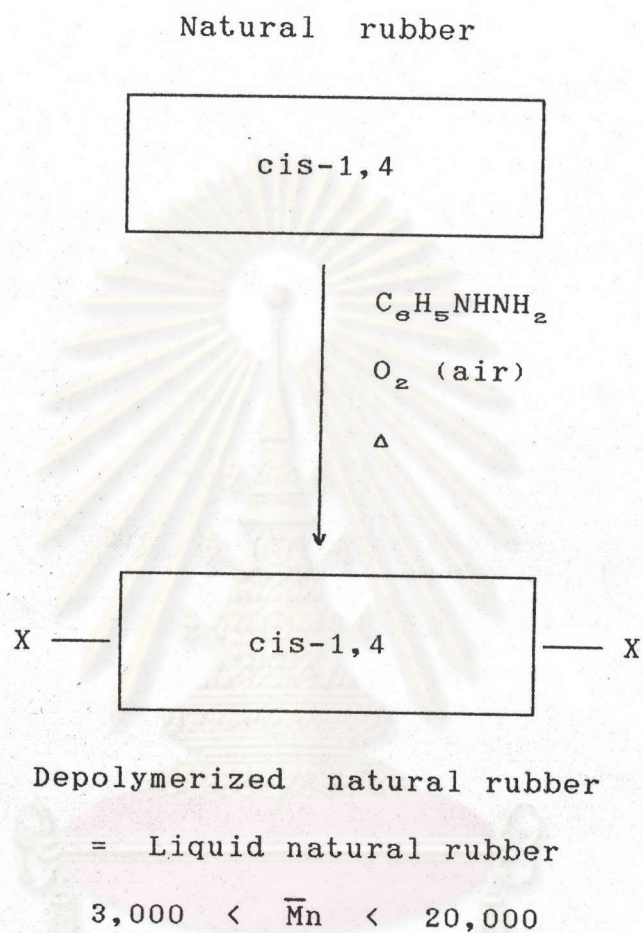 Natural rubber
cis-1,4
C₆H₅NHNH₂
O₂ (air)
Δ
X — cis-1,4 — X
Depolymerized natural rubber
= Liquid natural rubber
3,000 < M̅n < 20,000